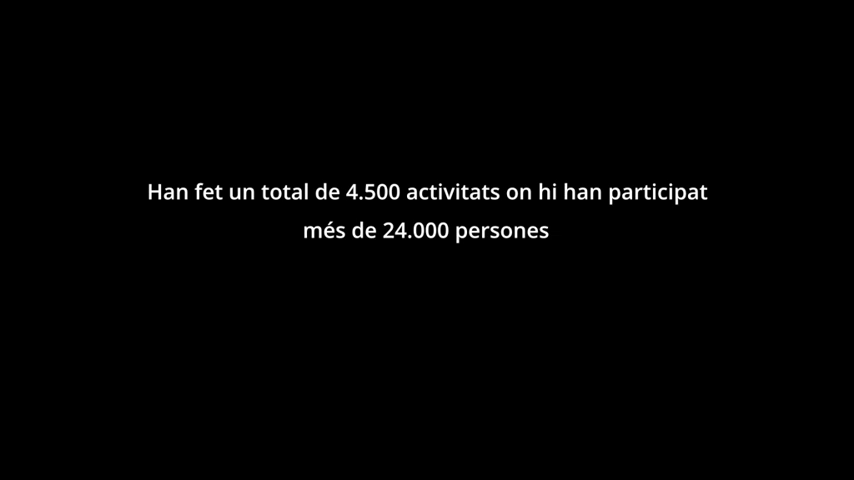 Han fet un total de 4.500 activitats on hi han participat
més de 24.000 persones